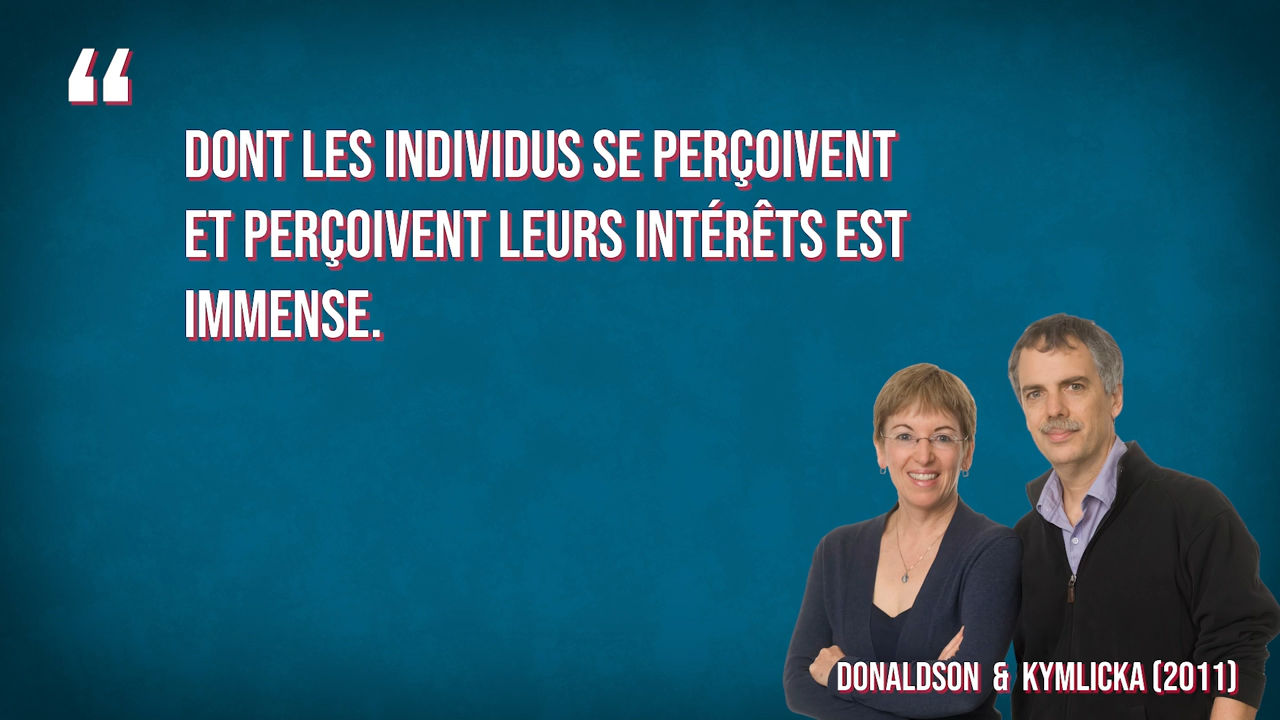 “
DONT LES INDIVIDUS SE PERÇOIVENT
ET PERÇOIVENT LEURS INTÉRÊTS EST
IMMENSE.
DONALDSON & KYMLICKA (2011)